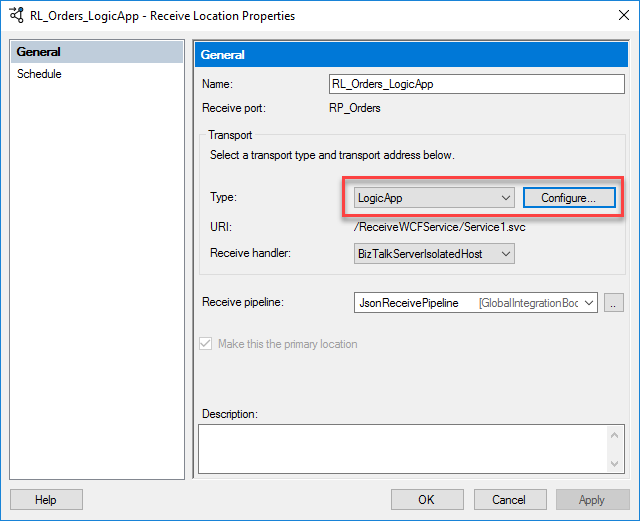 RL_Orders_LogicApp - Receive Location Properties
General
Schedule
General
Name: RL_Orders_LogicApp
Receive port: RP_Orders
Transport
Select a transport type and transport address below.
Type: LogicApp Configure...
URI: /ReceiveWCFService/Service1.svc
Receive handler: BizTalkServerIsolatedHost
Receive pipeline: JsonReceivePipeline [GlobalIntegrationBoo ..
Make this the primary location
Description:
Help OK Cancel Apply